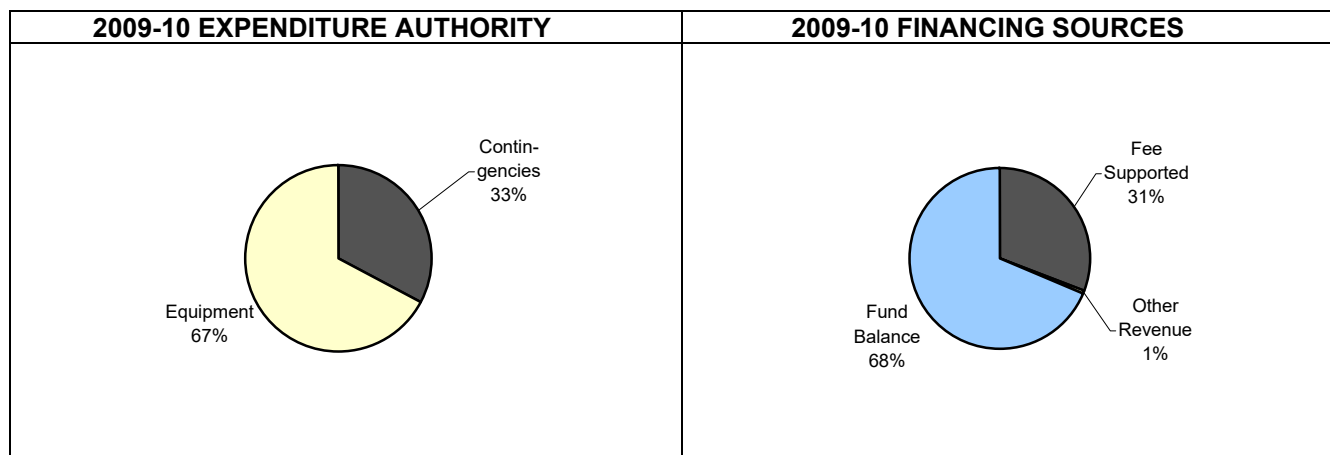 2009-10 EXPENDITURE AUTHORITY
2009-10 FINANCING SOURCES
Contin-
gencies
33%
Equipment
67%
Fee
Supported
31%
Other
Revenue
1%
Fund
Balance
68%